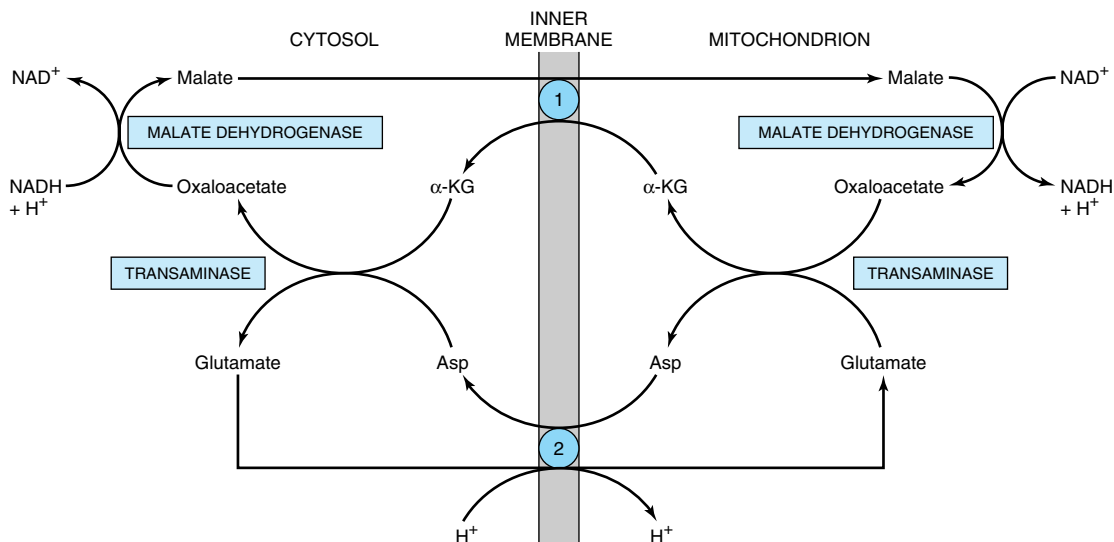 INNER
CYTOSOL
MEMBRANE
MITOCHONDRION
NAD+
Malate
Malate
NAD+
1
MALATE DEHYDROGENASE
MALATE DEHYDROGENASE
NADH
+ H+
Oxaloacetate
α-KG
α-KG
Oxaloacetate
NADH
+ H+
TRANSAMINASE
TRANSAMINASE
Glutamate
Asp
Asp
Glutamate
2
H+
H+